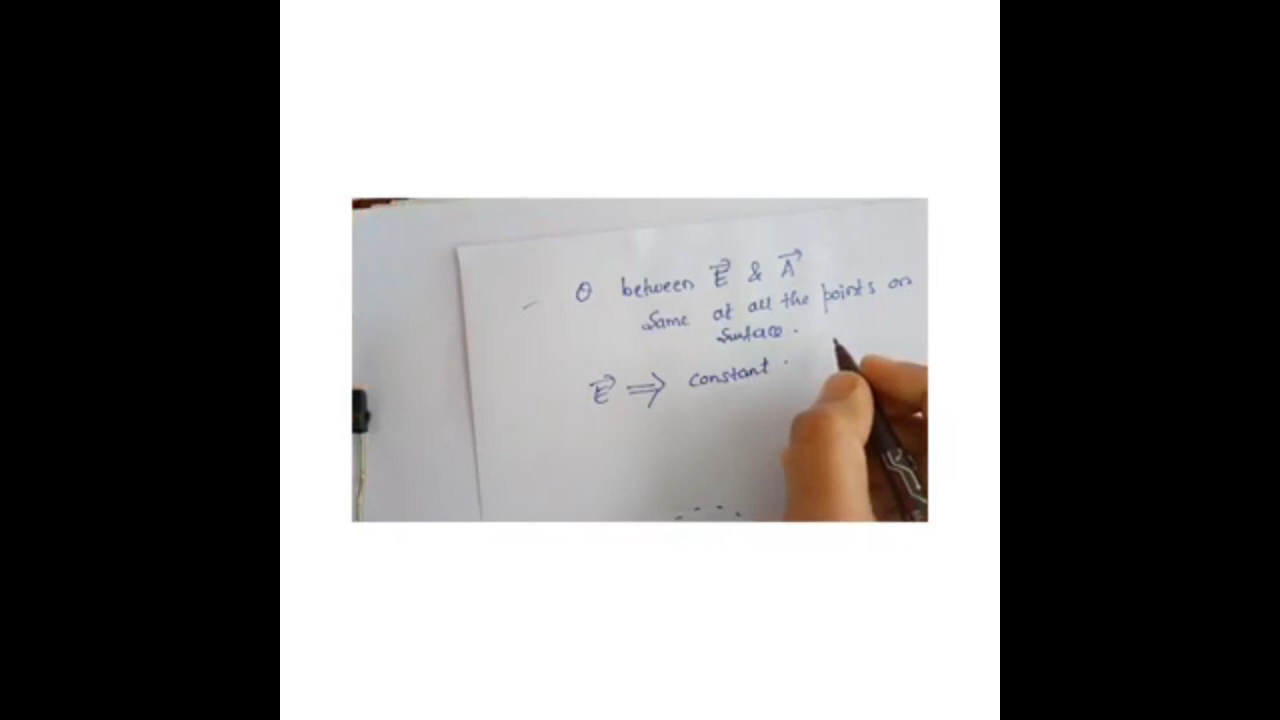 θ between E⃗ & A⃗
Same at all the points on
Surface.
E⃗ ⇒ constant.